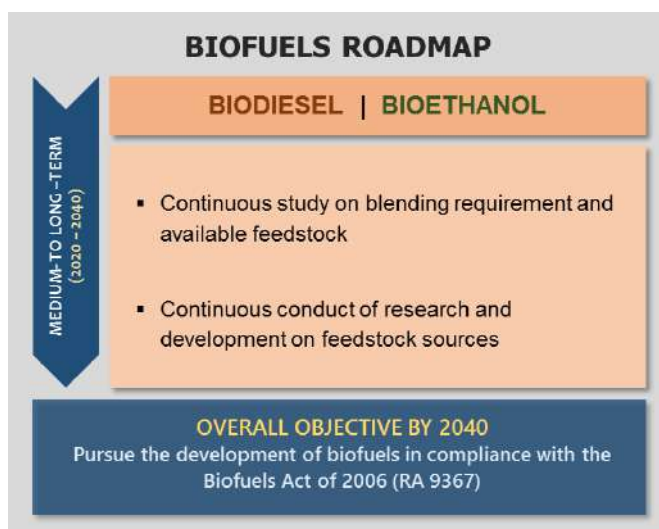 BIOFUELS ROADMAP
BIODIESEL | BIOETHANOL
MEDIUM-TO LONG -TERM
(2020 - 2040)
▪ Continuous study on blending requirement and
available feedstock
▪ Continuous conduct of research and
development on feedstock sources
OVERALL OBJECTIVE BY 2040
Pursue the development of biofuels in compliance with the
Biofuels Act of 2006 (RA 9367)